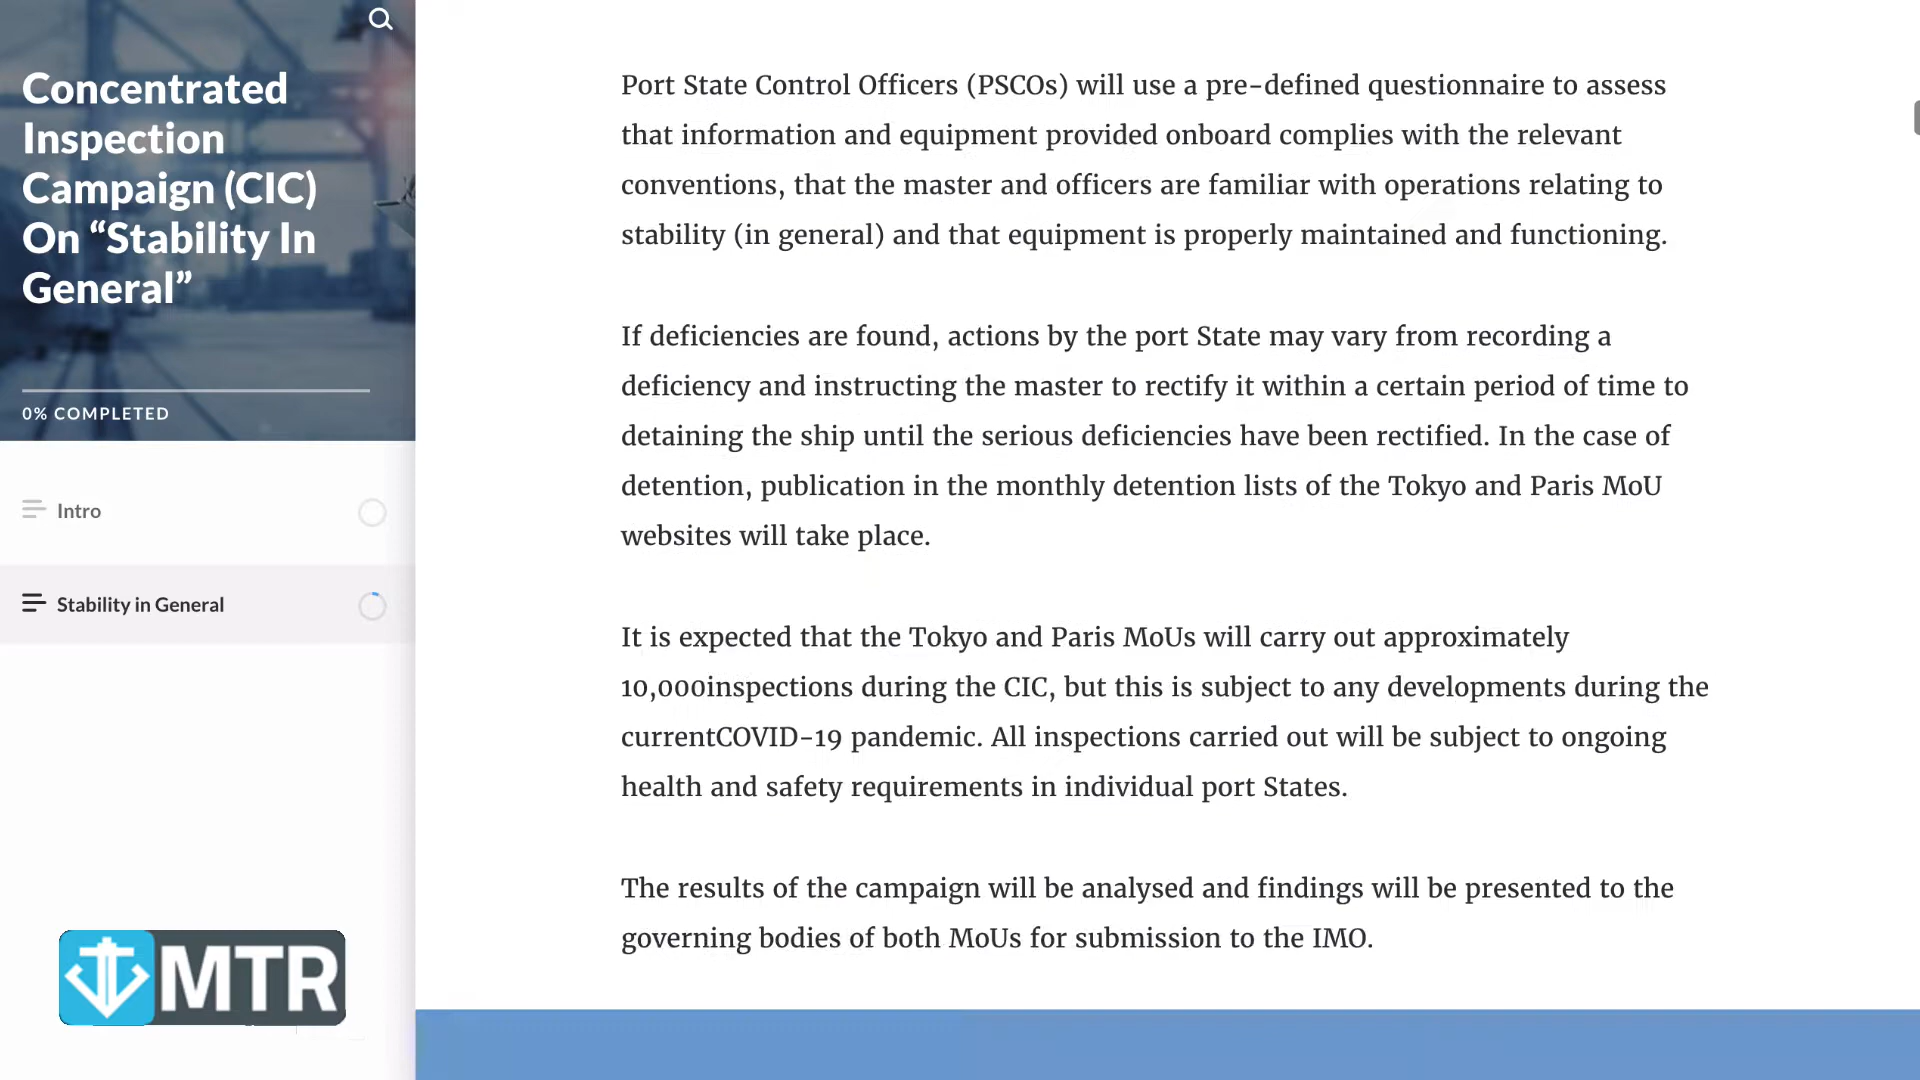 Concentrated
Inspection
Campaign (CIC)
On “Stability In
General”
0% COMPLETED
Intro
Stability in General
MTR
Port State Control Officers (PSCOs) will use a pre-defined questionnaire to assess
that information and equipment provided onboard complies with the relevant
conventions, that the master and officers are familiar with operations relating to
stability (in general) and that equipment is properly maintained and functioning.
If deficiencies are found, actions by the port State may vary from recording a
deficiency and instructing the master to rectify it within a certain period of time to
detaining the ship until the serious deficiencies have been rectified. In the case of
detention, publication in the monthly detention lists of the Tokyo and Paris MoU
websites will take place.
It is expected that the Tokyo and Paris MoUs will carry out approximately
10,000inspections during the CIC, but this is subject to any developments during the
currentCOVID-19 pandemic. All inspections carried out will be subject to ongoing
health and safety requirements in individual port States.
The results of the campaign will be analysed and findings will be presented to the
governing bodies of both MoUs for submission to the IMO.